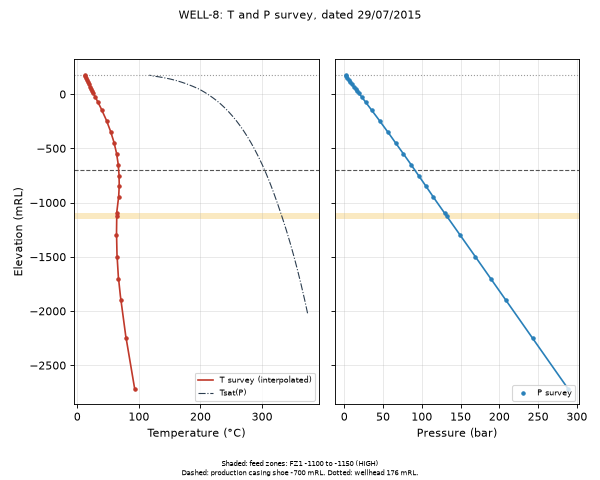 WELL-8: T and P survey, dated 29/07/2015
Elevation (mRL)
0
−500
−1000
−1500
−2000
−2500
0
100
200
300
Temperature (°C)
T survey (interpolated)
Tsat(P)
0
50
100
150
200
250
300
Pressure (bar)
P survey
Shaded: feed zones: FZ1 -1100 to -1150 (HIGH)
Dashed: production casing shoe -700 mRL. Dotted: wellhead 176 mRL.